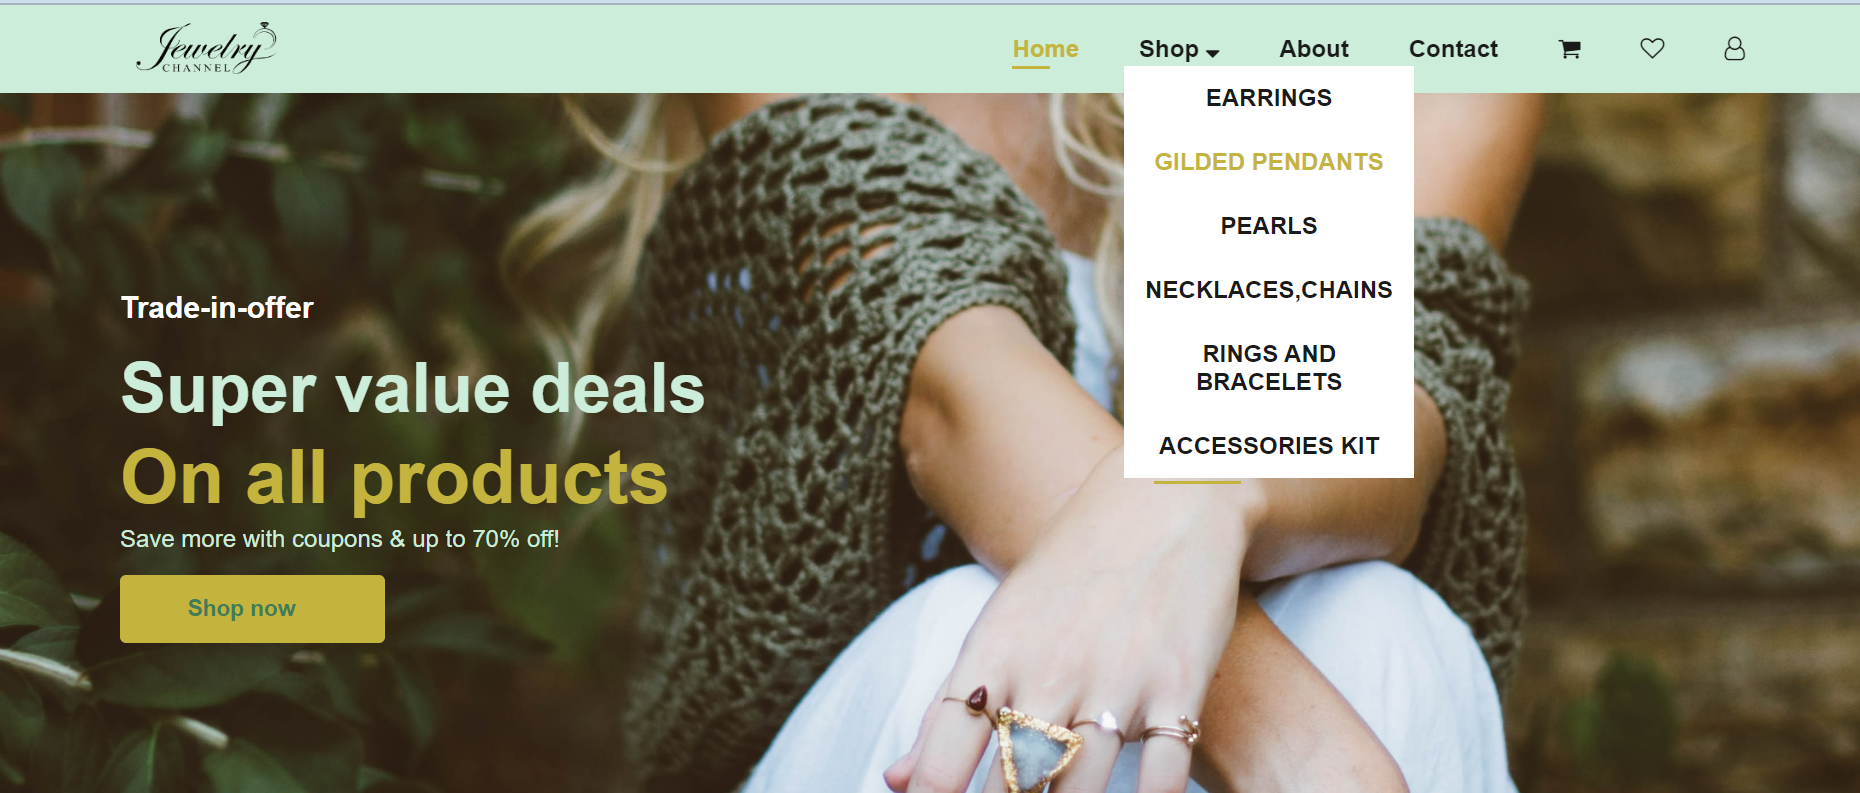 Jewelry
CHANNEL
Home
Shop
About
Contact
EARRINGS
GILDED PENDANTS
PEARLS
NECKLACES,CHAINS
RINGS AND
BRACELETS
ACCESSORIES KIT
Trade-in-offer
Super value deals
On all products
Save more with coupons & up to 70% off!
Shop now